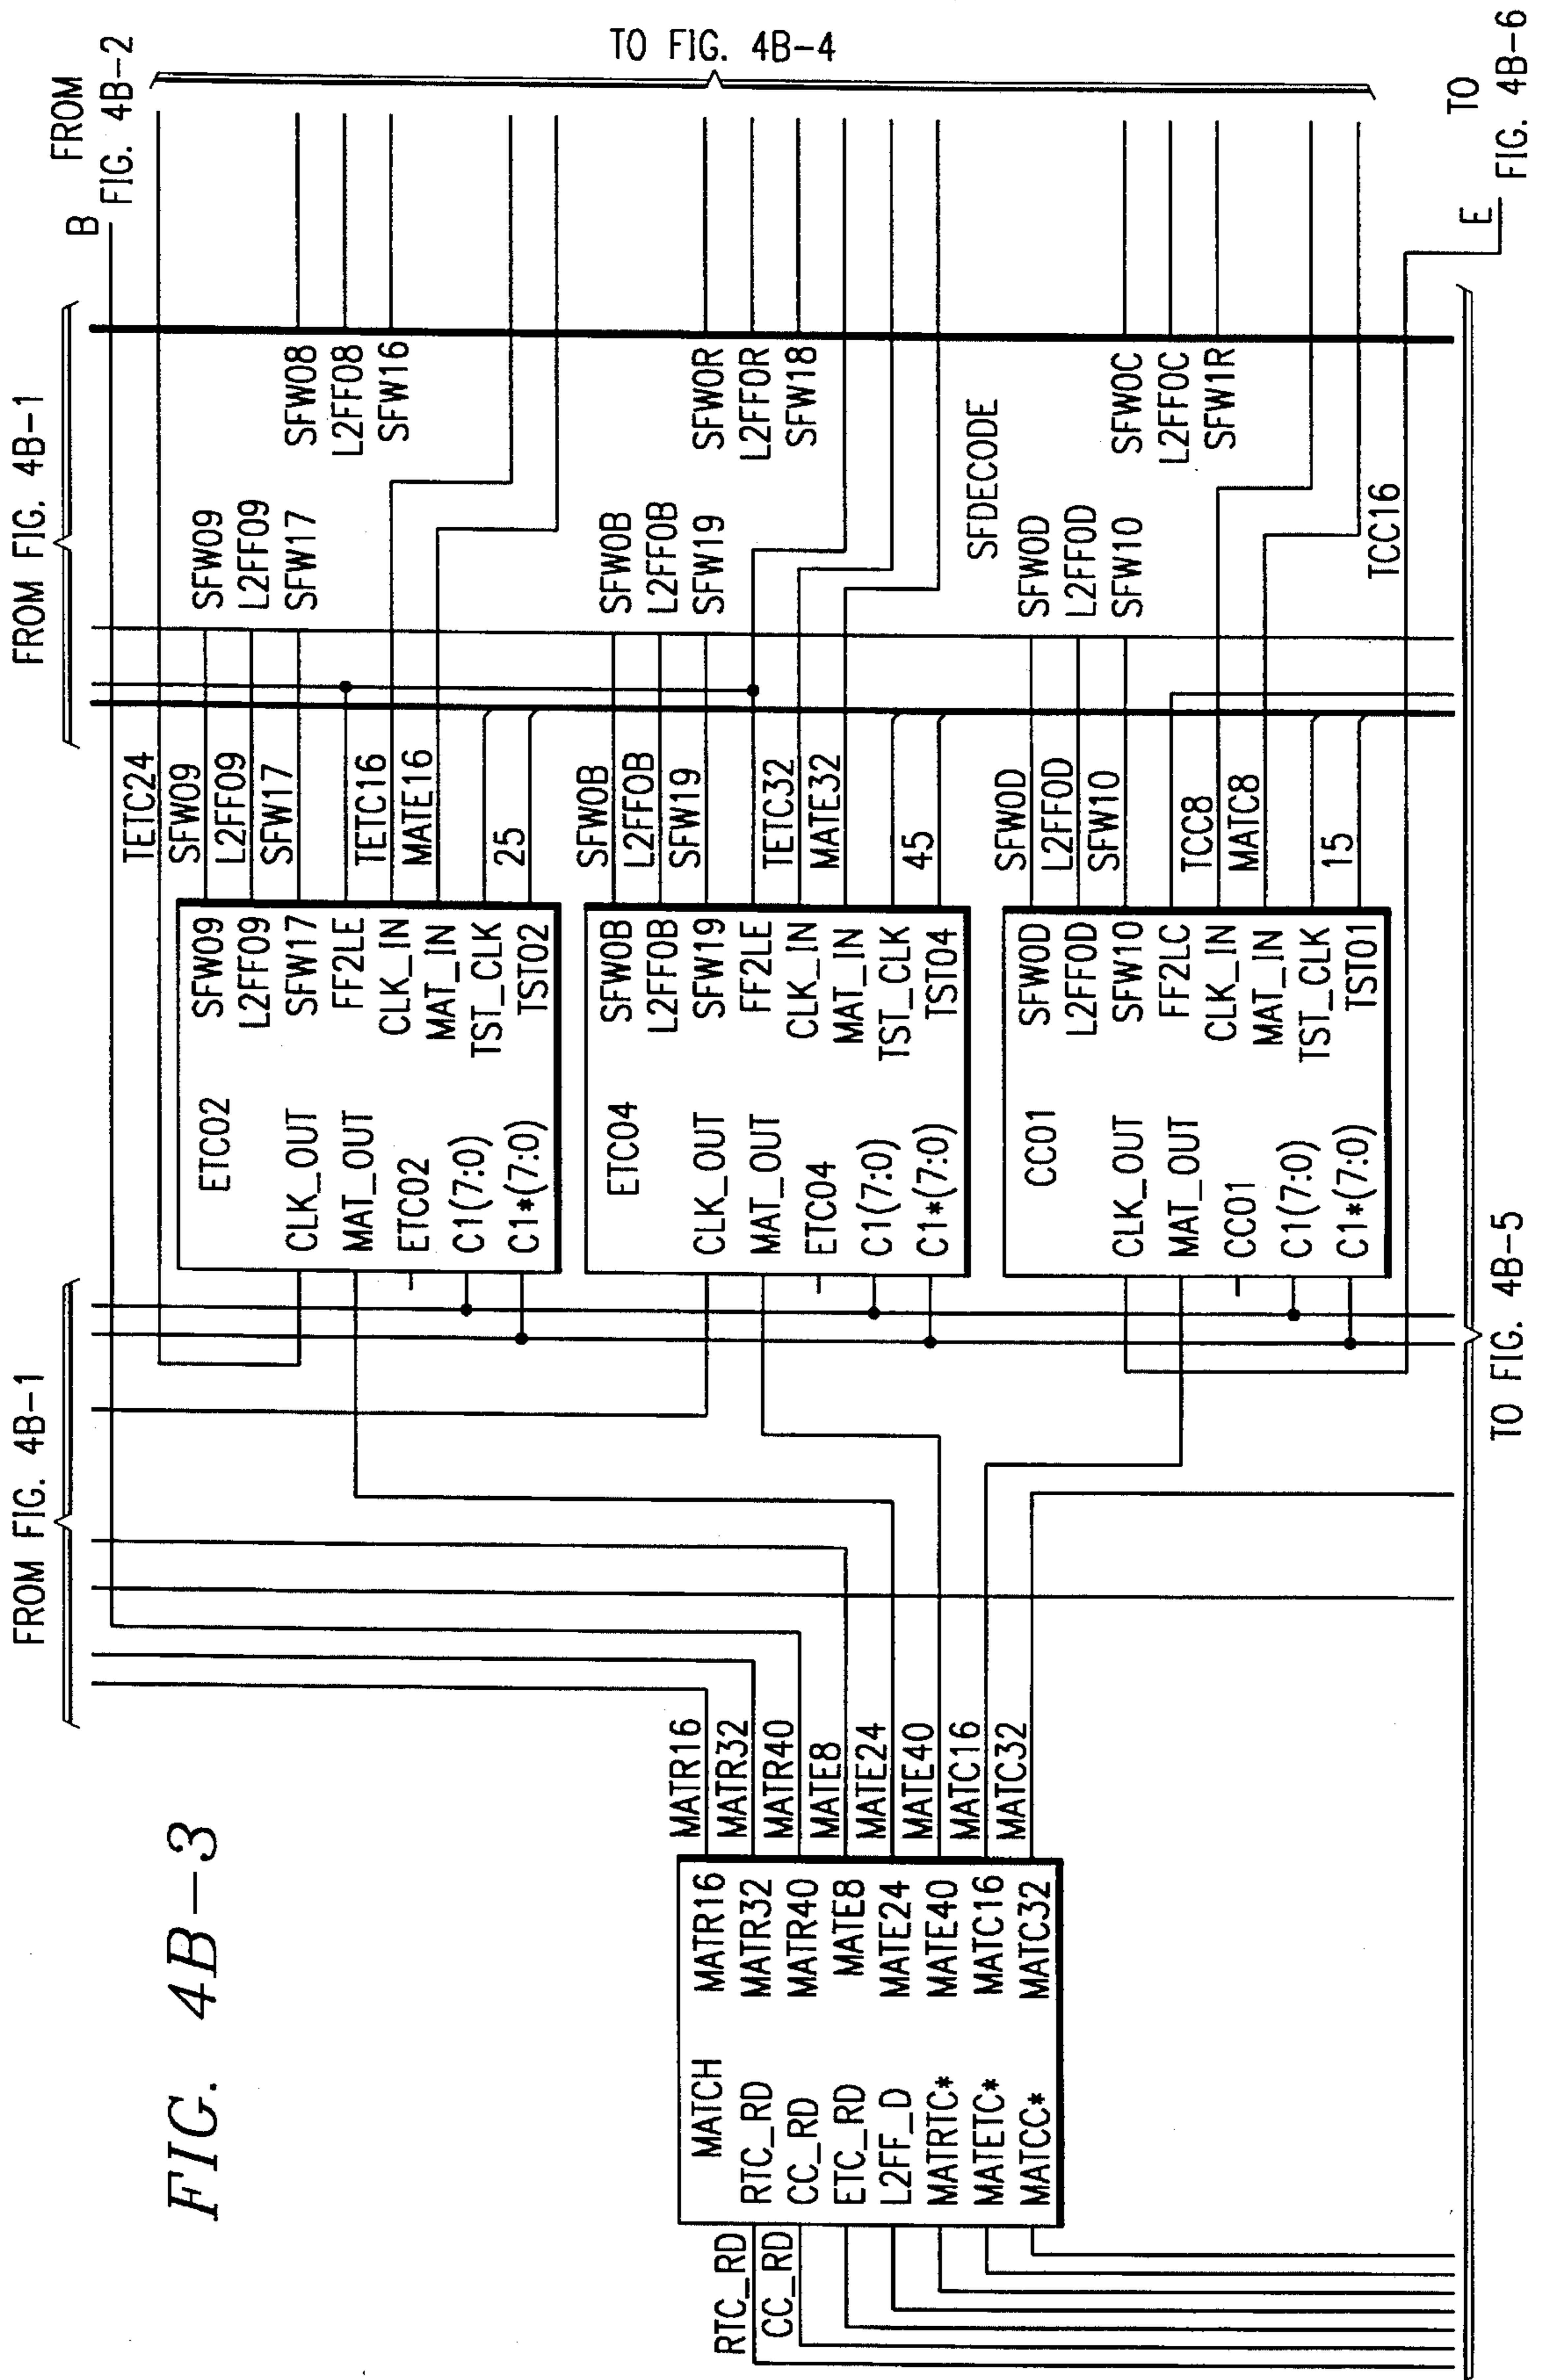 FIG. 4B-3
FROM FIG. 4B-1
FROM FIG. 4B-1
B
FROM
FIG. 4B-2
TO FIG. 4B-4
TETC24
SFW09
L2FF09
SFW17
TETC16
MATE16
25
SFW09
L2FF09
SFW17
SFW08
L2FF08
SFW16
ETC02
CLK_OUT
MAT_OUT
ETC02
C1(7:0)
C1*(7:0)
SFW09
L2FF09
SFW17
FF2LE
CLK_IN
MAT_IN
TST_CLK
TST02
SFW0B
L2FF0B
SFW19
TETC32
MATE32
45
SFW0B
L2FF0B
SFW19
SFW0R
L2FF0R
SFW18
ETC04
CLK_OUT
MAT_OUT
ETC04
C1(7:0)
C1*(7:0)
SFW0B
L2FF0B
SFW19
FF2LE
CLK_IN
MAT_IN
TST_CLK
TST04
SFDECODE
SFW0D
L2FF0D
SFW10
TCC8
MATC8
15
SFW0D
L2FF0D
SFW10
SFW0C
L2FF0C
SFW1R
TCC16
CC01
CLK_OUT
MAT_OUT
CC01
C1(7:0)
C1*(7:0)
SFW0D
L2FF0D
SFW10
FF2LC
CLK_IN
MAT_IN
TST_CLK
TST01
MATR16
MATR32
MATR40
MATE8
MATE24
MATE40
MATC16
MATC32
MATCH
RTC_RD
CC_RD
ETC_RD
L2FF_D
MATRTC*
MATETC*
MATCC*
MATR16
MATR32
MATR40
MATE8
MATE24
MATE40
MATC16
MATC32
RTC_RD
CC_RD
TO FIG. 4B-5
E
TO
FIG. 4B-6